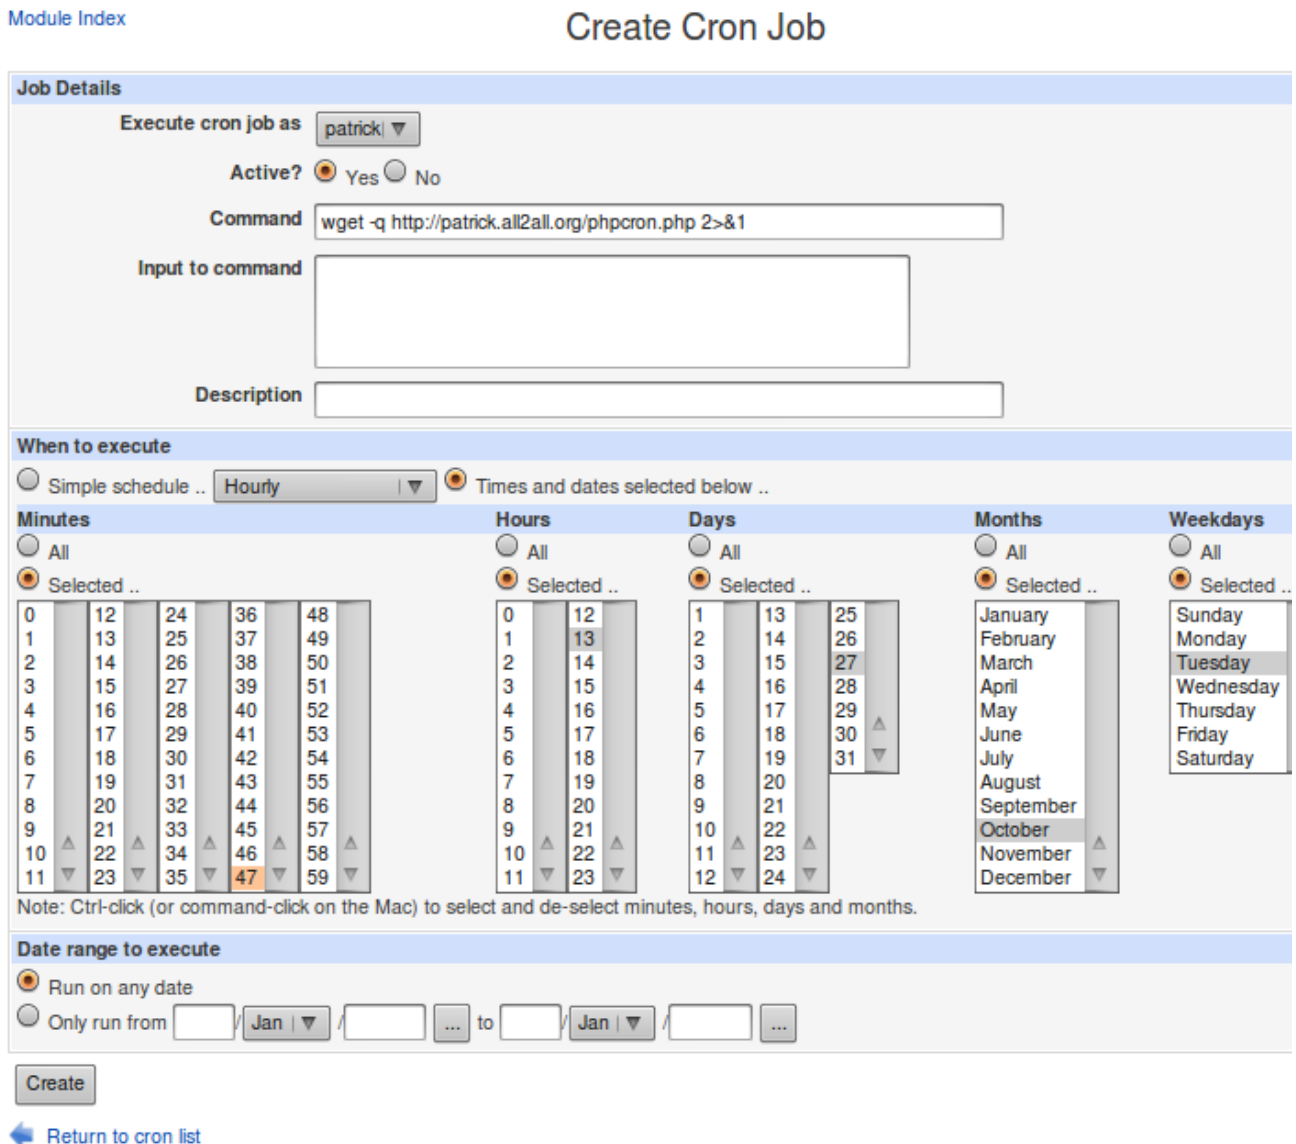 Module Index
Create Cron Job
Job Details
Execute cron job as patrick
Active? Yes No
Command wget -q http://patrick.all2all.org/phpcron.php 2>&1
Input to command
Description
When to execute
Simple schedule .. Hourly Times and dates selected below ..
Minutes Hours Days Months Weekdays
All All All All All
Selected .. Selected .. Selected .. Selected .. Selected ..
0 12 24 36 48 0 12 1 13 25 January Sunday
1 13 25 37 49 1 13 2 14 26 February Monday
2 14 26 38 50 2 14 3 15 27 March Tuesday
3 15 27 39 51 3 15 4 16 28 April Wednesday
4 16 28 40 52 4 16 5 17 29 May Thursday
5 17 29 41 53 5 17 6 18 30 June Friday
6 18 30 42 54 6 18 7 19 31 July Saturday
7 19 31 43 55 7 19 8 20 August
8 20 32 44 56 8 20 9 21 September
9 21 33 45 57 9 21 10 22 October
10 22 34 46 58 10 22 11 23 November
11 23 35 47 59 11 23 12 24 December
Note: Ctrl-click (or command-click on the Mac) to select and de-select minutes, hours, days and months.
Date range to execute
Run on any date
Only run from / Jan / ... to / Jan / ...
Create
Return to cron list